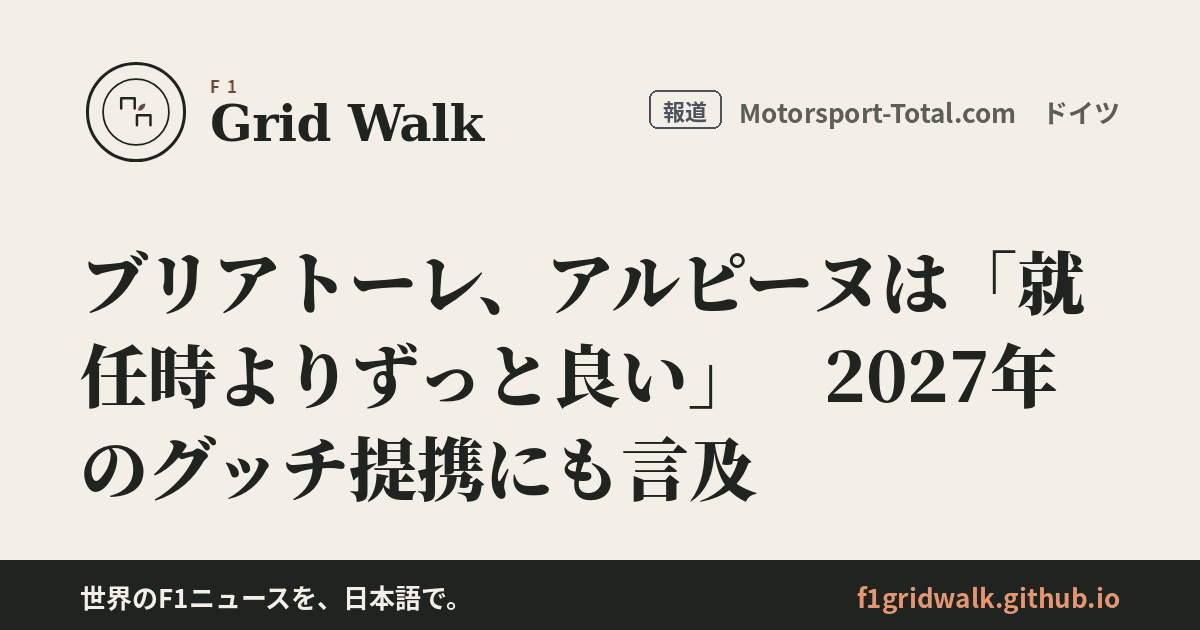 F1
Grid Walk
報道 Motorsport-Total.com ドイツ
ブリアトーレ、アルピーヌは「就
任時よりずっと良い」　2027年
のグッチ提携にも言及
世界のF1ニュースを、日本語で。
f1gridwalk.github.io